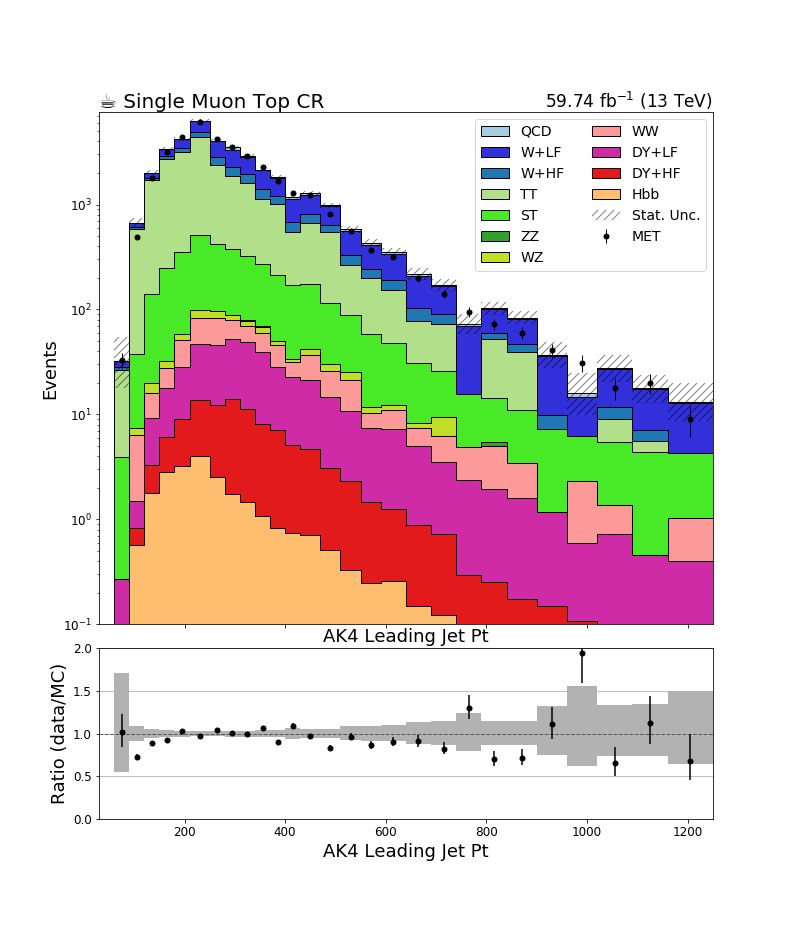 ☕ Single Muon Top CR 59.74 fb⁻¹ (13 TeV)
QCD WW
W+LF DY+LF
W+HF DY+HF
TT Hbb
ST Stat. Unc.
ZZ MET
WZ
Events
10³
10²
10¹
10⁰
10⁻¹
AK4 Leading Jet Pt
Ratio (data/MC)
2.0
1.5
1.0
0.5
0.0
200 400 600 800 1000 1200
AK4 Leading Jet Pt